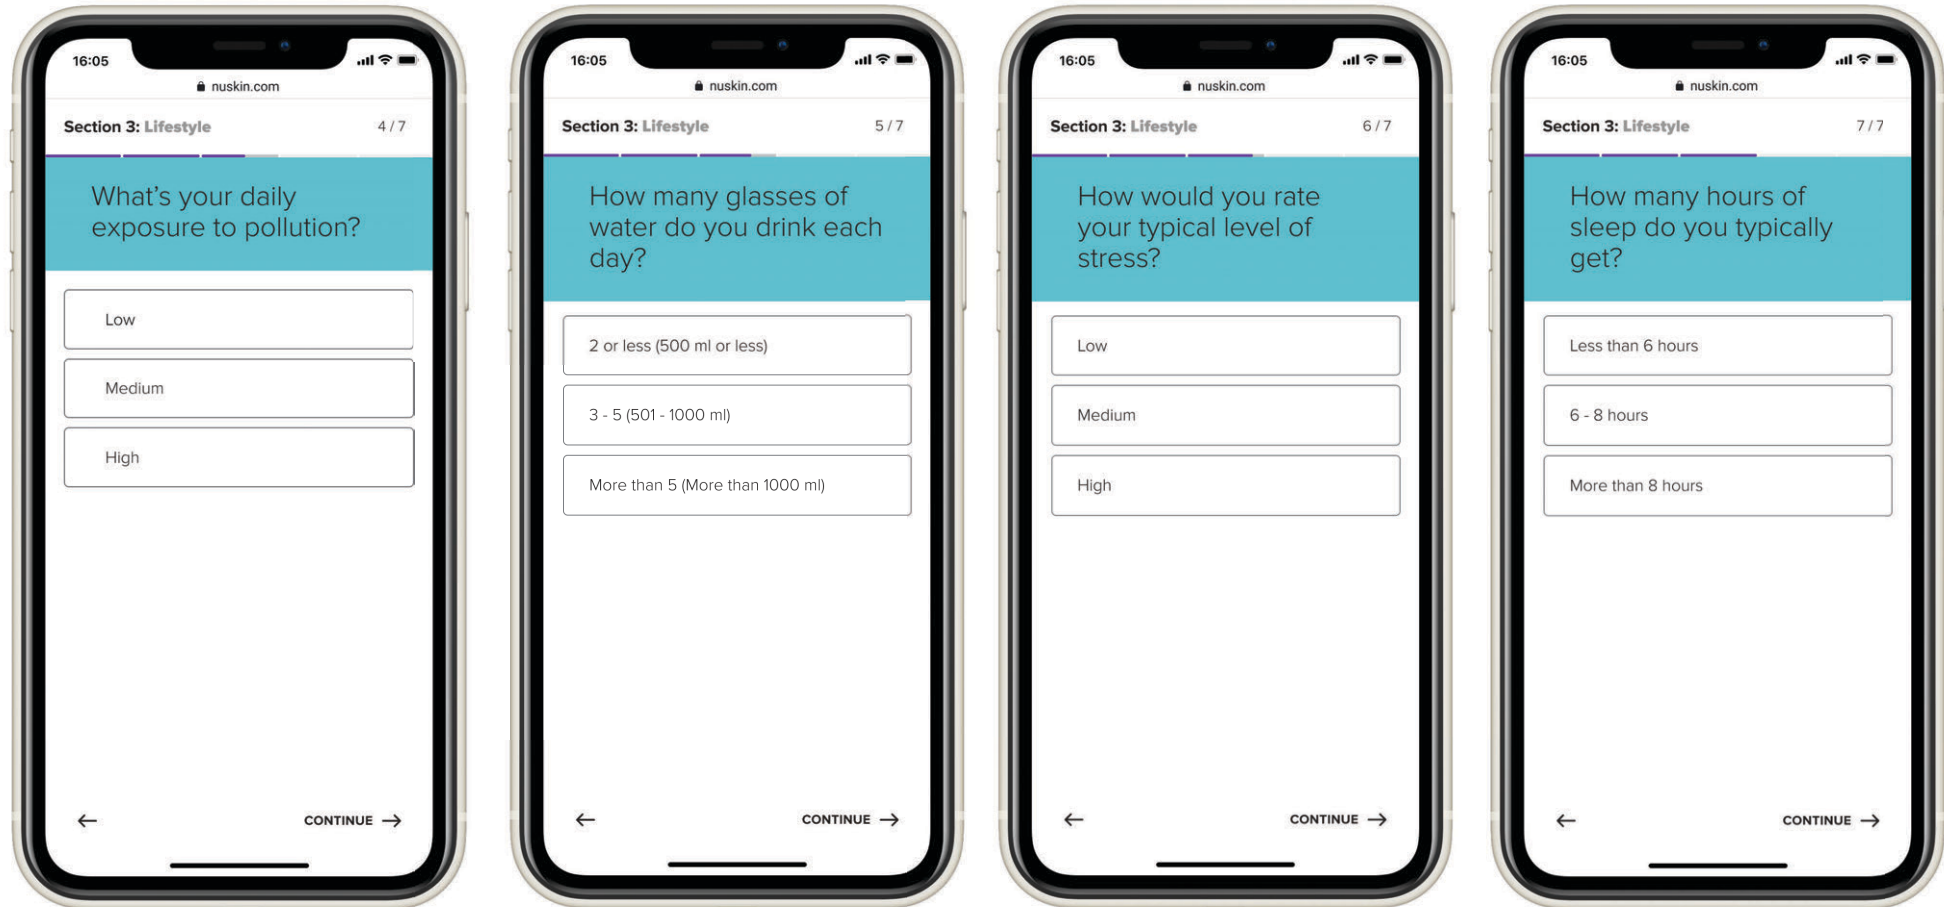 16:05
nuskin.com
Section 3: Lifestyle 4 / 7
What's your daily
exposure to pollution?
Low
Medium
High
CONTINUE
16:05
nuskin.com
Section 3: Lifestyle 5 / 7
How many glasses of
water do you drink each
day?
2 or less (500 ml or less)
3 - 5 (501 - 1000 ml)
More than 5 (More than 1000 ml)
CONTINUE
16:05
nuskin.com
Section 3: Lifestyle 6 / 7
How would you rate
your typical level of
stress?
Low
Medium
High
CONTINUE
16:05
nuskin.com
Section 3: Lifestyle 7 / 7
How many hours of
sleep do you typically
get?
Less than 6 hours
6 - 8 hours
More than 8 hours
CONTINUE